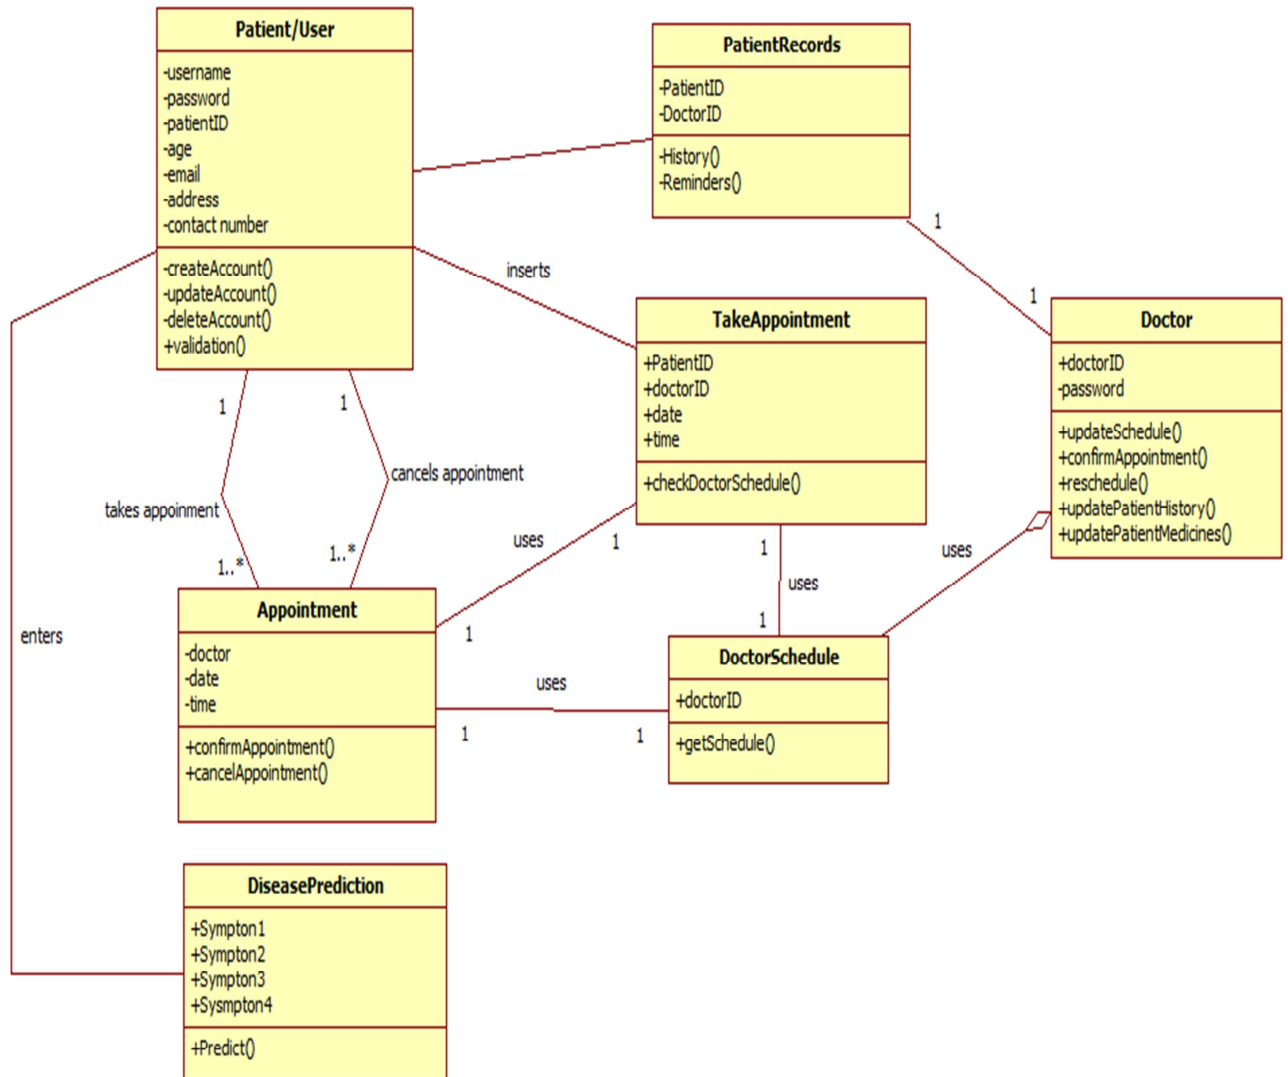 Patient/User
-username
-password
-patientID
-age
-email
-address
-contact number
-createAccount()
-updateAccount()
-deleteAccount()
+validation()
PatientRecords
-PatientID
-DoctorID
-History()
-Reminders()
1
1
inserts
TakeAppointment
+PatientID
+doctorID
+date
+time
+checkDoctorSchedule()
Doctor
+doctorID
-password
+updateSchedule()
+confirmAppointment()
+reschedule()
+updatePatientHistory()
+updatePatientMedicines()
1
1
cancels appointment
takes appoinment
1..*
1..*
uses
1
1
uses
1
1
uses
enters
Appointment
-doctor
-date
-time
+confirmAppointment()
+cancelAppointment()
uses
1
1
DoctorSchedule
+doctorID
+getSchedule()
DiseasePrediction
+Sympton1
+Sympton2
+Sympton3
+Sysmpton4
+Predict()